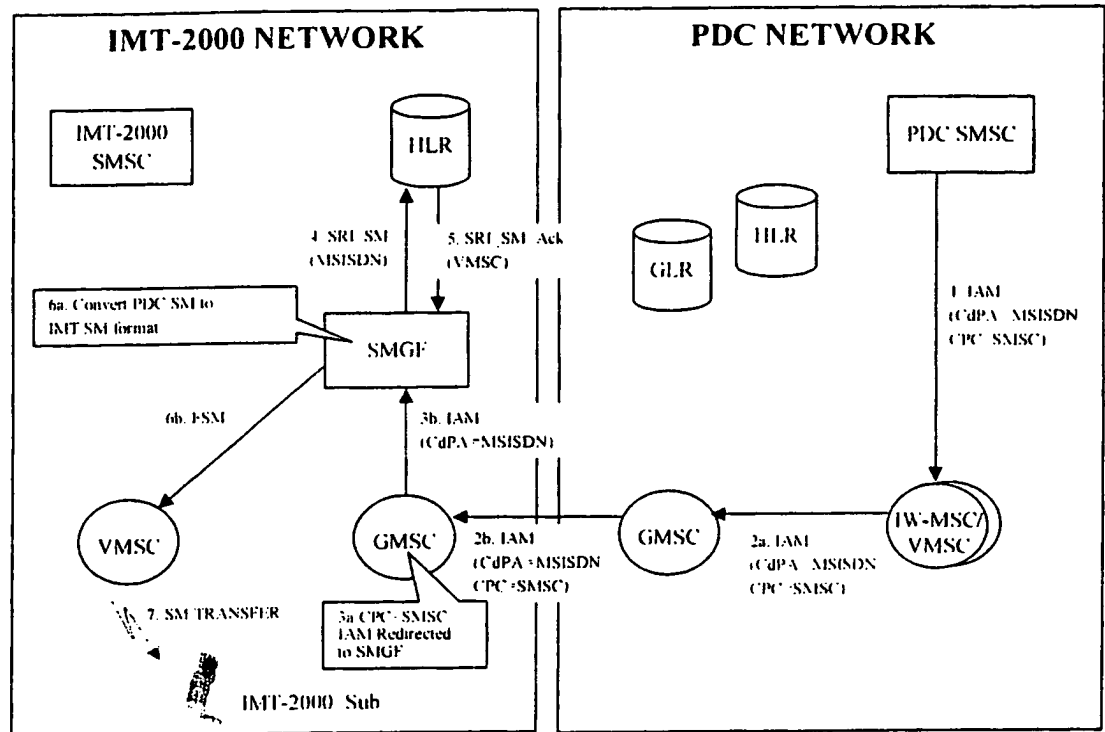 IMT-2000 NETWORK
PDC NETWORK
IMT-2000
SMSC
HLR
PDC SMSC
HLR
GLR
4. SRI_SM
(MSISDN)
5. SRI_SM_Ack
(VMSC)
1. IAM
(CdPA=MSISDN
CPC=SMSC)
6a. Convert PDC SM to
IMT SM format
SMGF
6b. FSM
3b. IAM
(CdPA=MSISDN)
VMSC
GMSC
2b. IAM
(CdPA=MSISDN
CPC=SMSC)
GMSC
2a. IAM
(CdPA=MSISDN
CPC=SMSC)
IW-MSC/
VMSC
7. SM TRANSFER
3a CPC=SMSC
IAM Redirected
to SMGF
IMT-2000 Sub